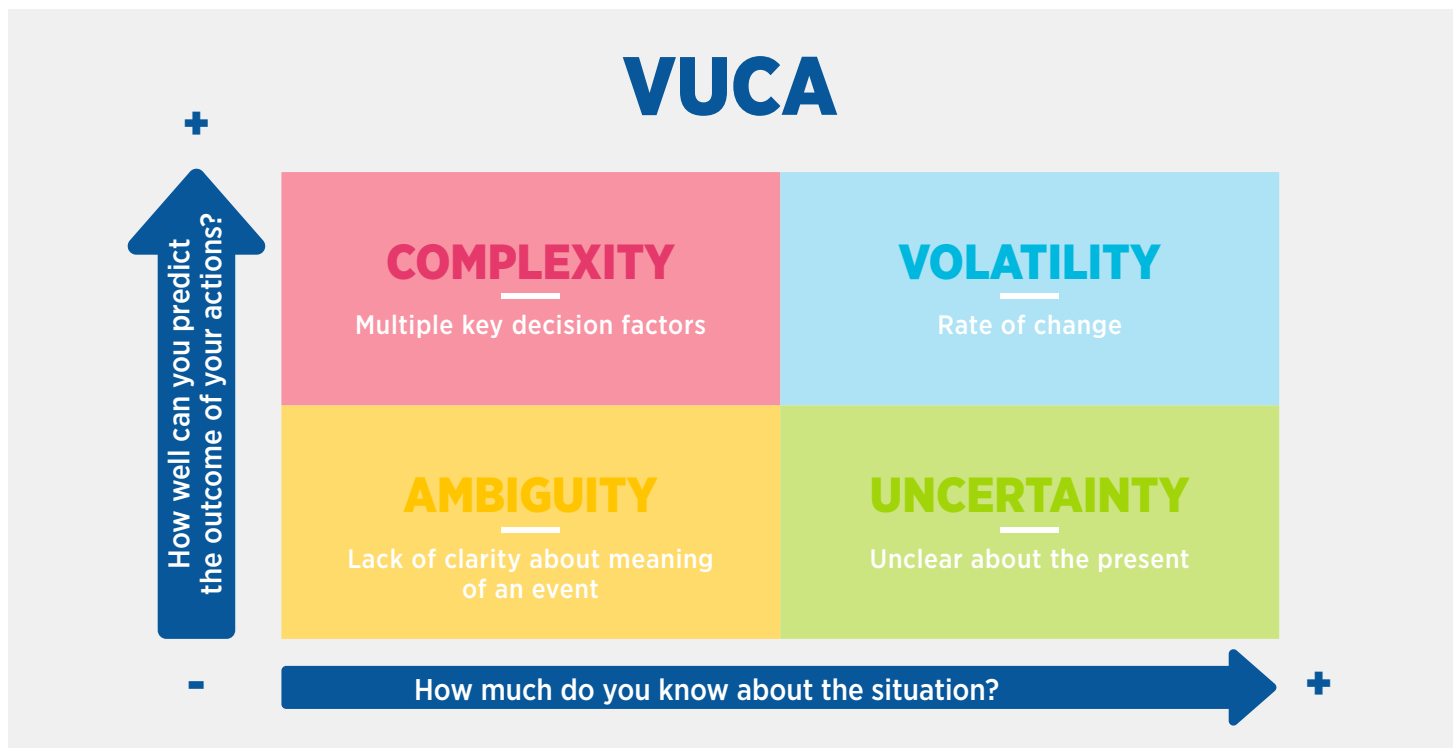 VUCA
+
How well can you predict
the outcome of your actions?
COMPLEXITY
Multiple key decision factors
VOLATILITY
Rate of change
AMBIGUITY
Lack of clarity about meaning
of an event
UNCERTAINTY
Unclear about the present
-
How much do you know about the situation?
+